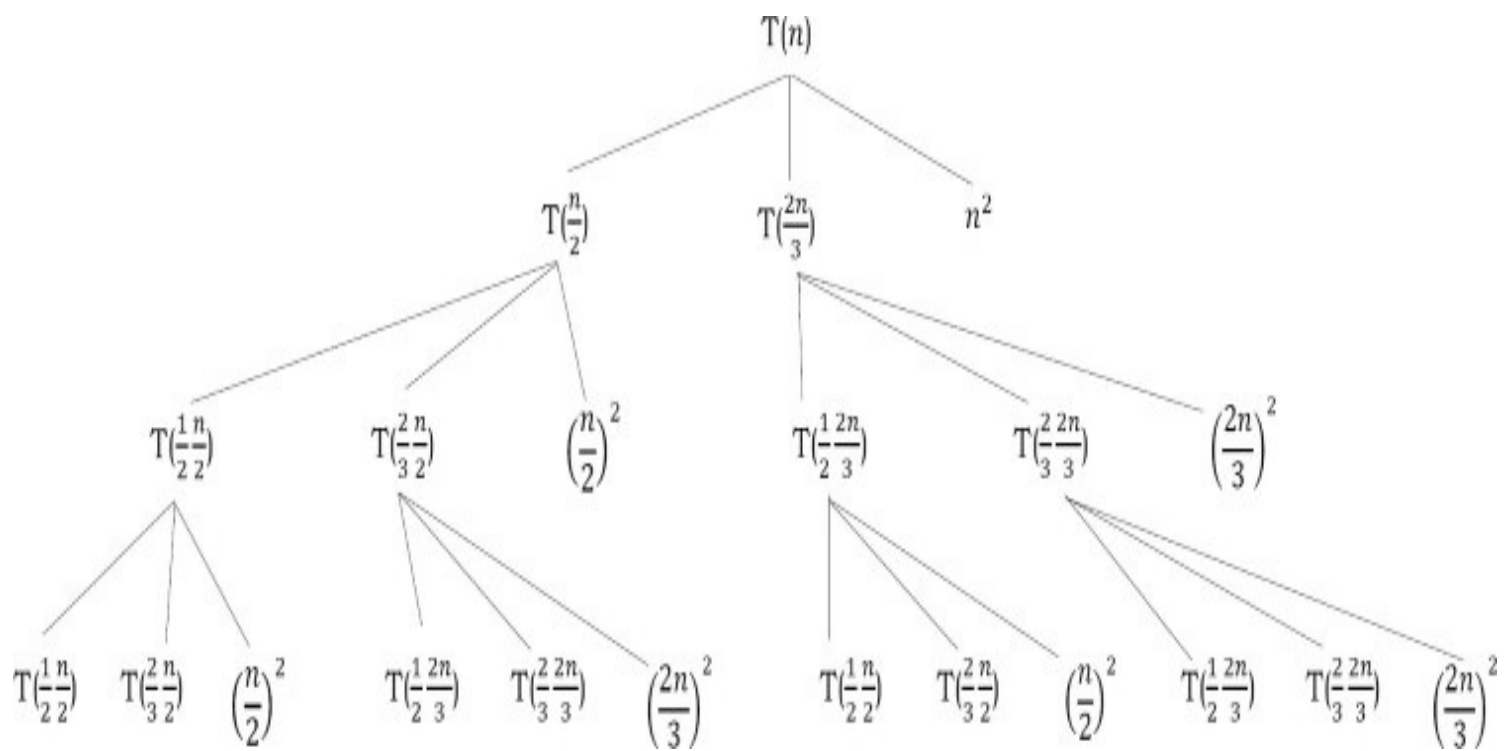 T(n)
T(n/2) T(2n/3) n²
T(1/2 n/2) T(2/3 n/2) (n/2)² T(1/2 2n/3) T(2/3 2n/3) (2n/3)²
T(1/2 n/2) T(2/3 n/2) (n/2)² T(1/2 2n/3) T(2/3 2n/3) (2n/3)² T(1/2 n/2) T(2/3 n/2) (n/2)² T(1/2 2n/3) T(2/3 2n/3) (2n/3)²